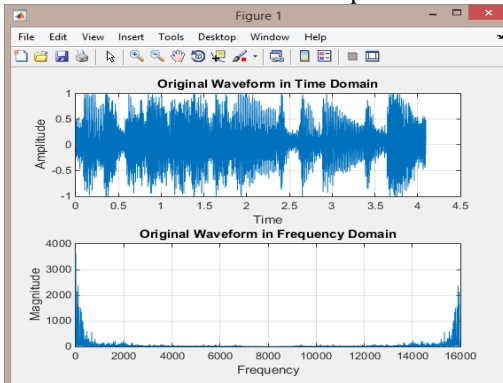 Figure 1
File Edit View Insert Tools Desktop Window Help
Original Waveform in Time Domain
Amplitude
1
0.5
0
-0.5
-1
0 0.5 1 1.5 2 2.5 3 3.5 4 4.5
Time
Original Waveform in Frequency Domain
Magnitude
4000
3000
2000
1000
0
0 2000 4000 6000 8000 10000 12000 14000 16000
Frequency